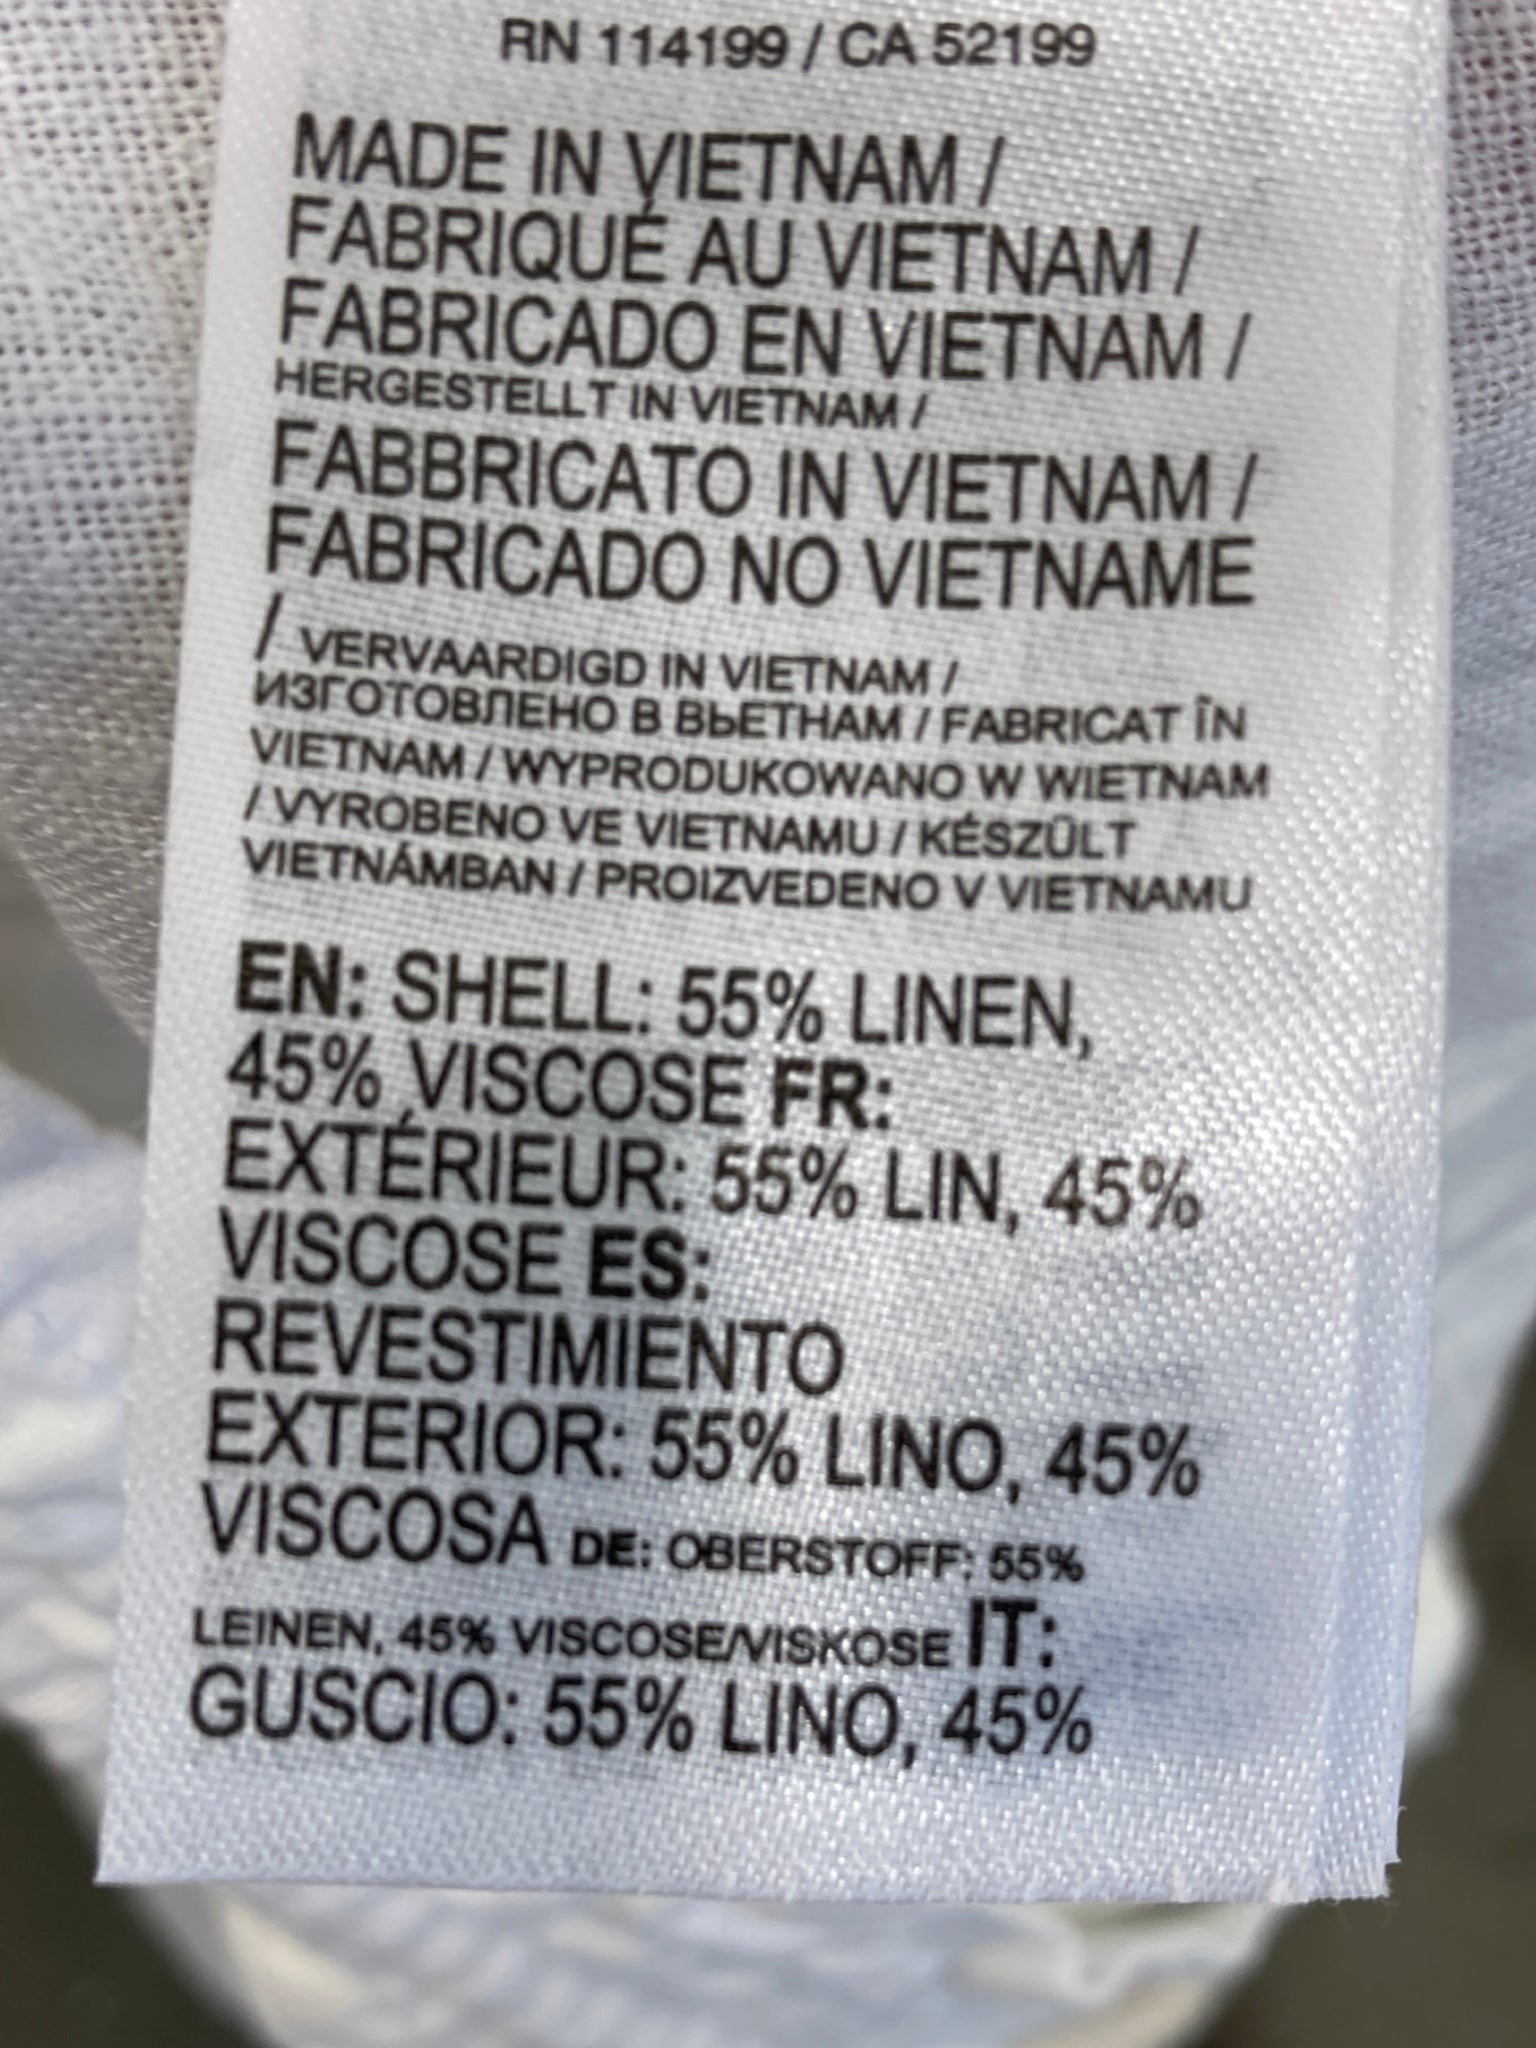 RN 114199 / CA 52199
MADE IN VIETNAM /
FABRIQUÉ AU VIETNAM /
FABRICADO EN VIETNAM /
HERGESTELLT IN VIETNAM /
FABBRICATO IN VIETNAM /
FABRICADO NO VIETNAME
/ VERVAARDIGD IN VIETNAM /
ИЗГОТОВЛЕНО В ВЬЕТНАМ / FABRICAT ÎN
VIETNAM / WYPRODUKOWANO W WIETNAM
/ VYROBENO VE VIETNAMU / KÉSZÜLT
VIETNÁMBAN / PROIZVEDENO V VIETNAMU
EN: SHELL: 55% LINEN,
45% VISCOSE FR:
EXTÉRIEUR: 55% LIN, 45%
VISCOSE ES:
REVESTIMIENTO
EXTERIOR: 55% LINO, 45%
VISCOSA DE: OBERSTOFF: 55%
LEINEN, 45% VISCOSE/VISKOSE IT:
GUSCIO: 55% LINO, 45%